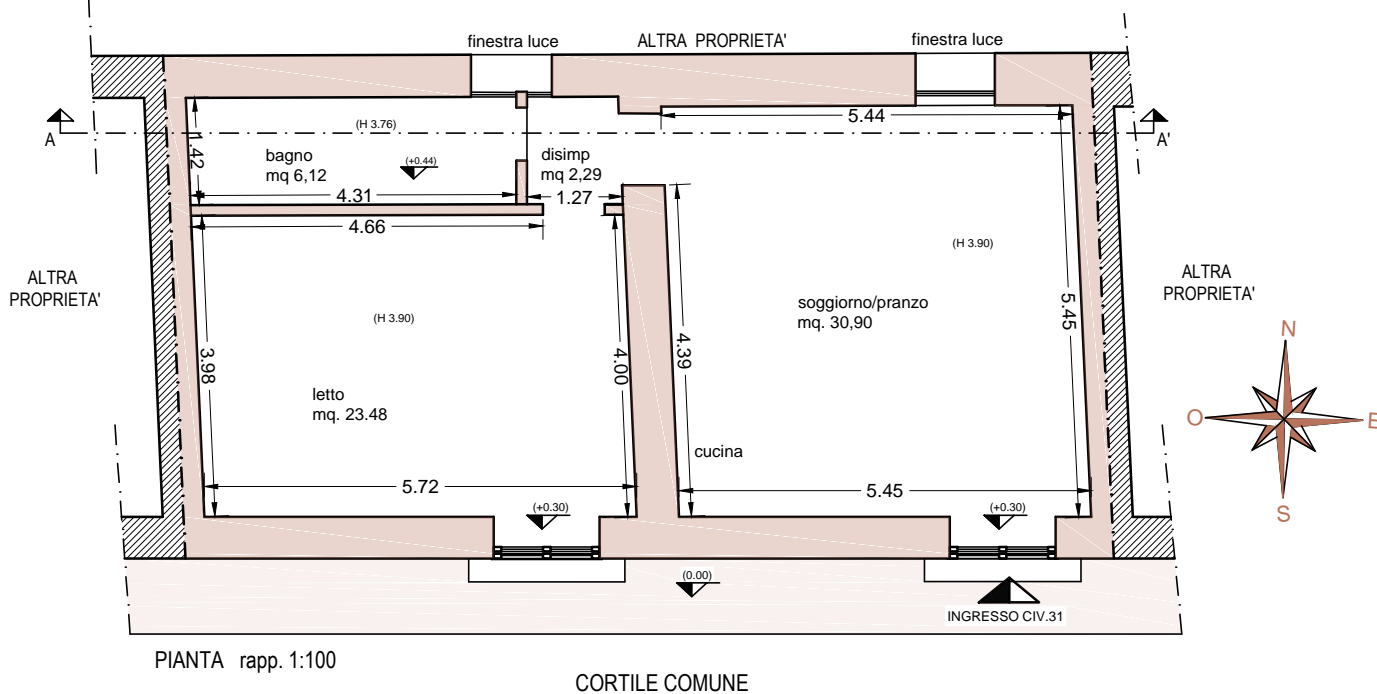 finestra luce
ALTRA PROPRIETA'
finestra luce
A
(H 3.76)
5.44
A'
1.42
bagno
mq 6,12
(+0.44)
disimp
mq 2,29
4.31
1.27
4.66
(H 3.90)
ALTRA
PROPRIETA'
ALTRA
PROPRIETA'
soggiorno/pranzo
mq. 30,90
5.45
(H 3.90)
3.98
4.00
4.39
letto
mq. 23.48
N
O
E
S
cucina
5.72
5.45
(+0.30)
(+0.30)
(0.00)
INGRESSO CIV.31
PIANTA rapp. 1:100
CORTILE COMUNE